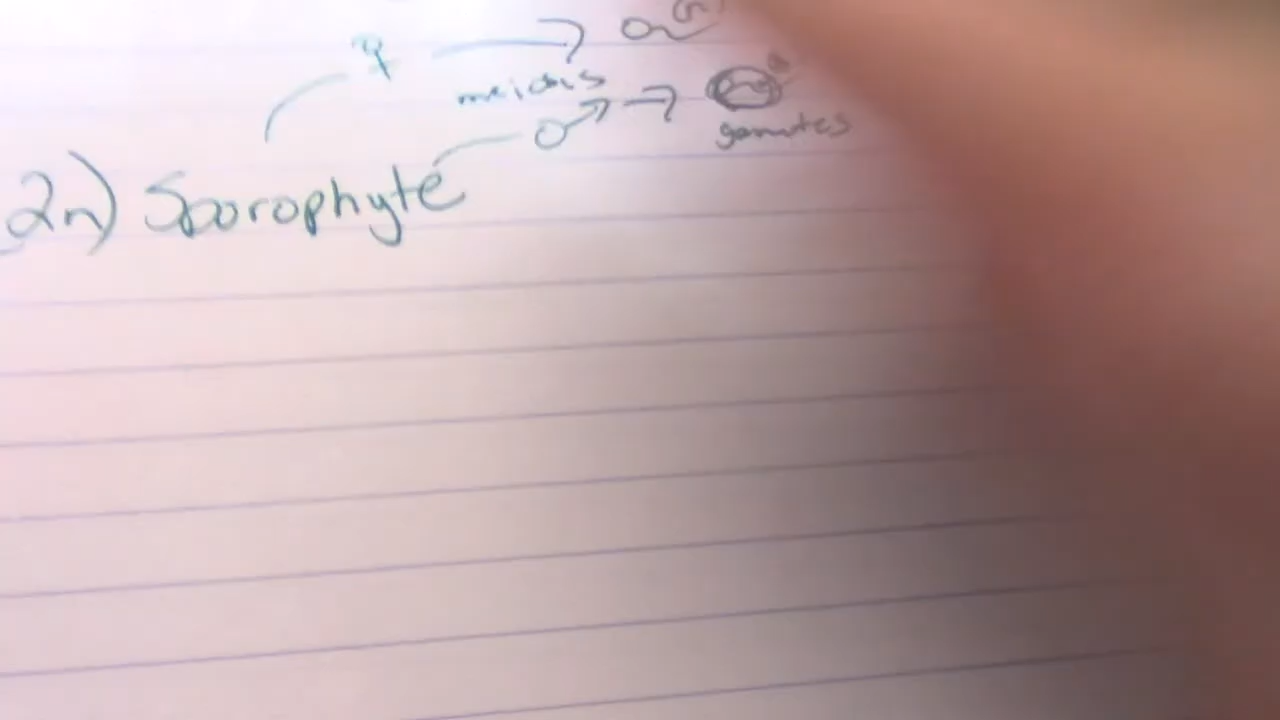 ♀ → (n)
meiosis
♂ → gametes
2n) Sporophyte